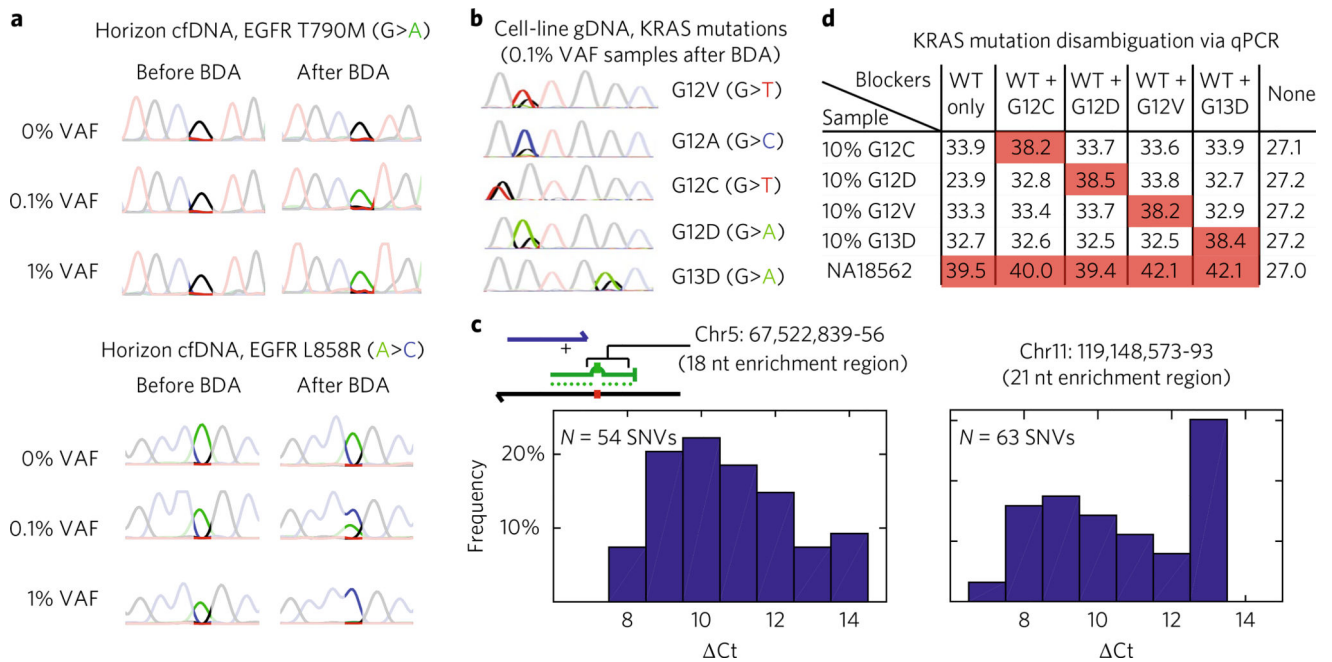 a
Horizon cfDNA, EGFR T790M (G>A)
Before BDA After BDA
0% VAF
0.1% VAF
1% VAF
Horizon cfDNA, EGFR L858R (A>C)
Before BDA After BDA
0% VAF
0.1% VAF
1% VAF
b
Cell-line gDNA, KRAS mutations
(0.1% VAF samples after BDA)
G12V (G>T)
G12A (G>C)
G12C (G>T)
G12D (G>A)
G13D (G>A)
c
+
Chr5: 67,522,839-56
(18 nt enrichment region)
N = 54 SNVs
Frequency
20%
10%
8 10 12 14
ΔCt
Chr11: 119,148,573-93
(21 nt enrichment region)
N = 63 SNVs
8 10 12 14
ΔCt
d
KRAS mutation disambiguation via qPCR
Blockers WT WT + WT + WT + WT + None
Sample only G12C G12D G12V G13D
10% G12C 33.9 38.2 33.7 33.6 33.9 27.1
10% G12D 23.9 32.8 38.5 33.8 32.7 27.2
10% G12V 33.3 33.4 33.7 38.2 32.9 27.2
10% G13D 32.7 32.6 32.5 32.5 38.4 27.2
NA18562 39.5 40.0 39.4 42.1 42.1 27.0